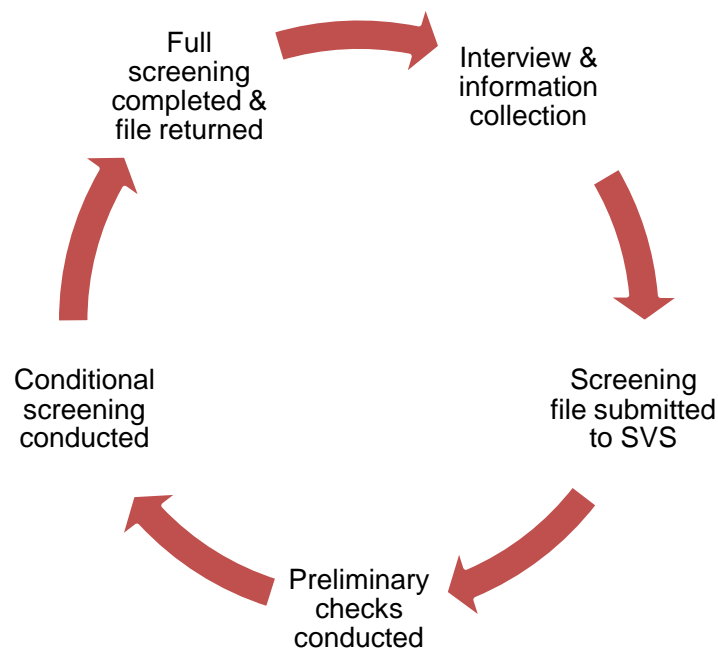 Full
screening
completed &
file returned
Interview &
information
collection
Screening
file submitted
to SVS
Preliminary
checks
conducted
Conditional
screening
conducted